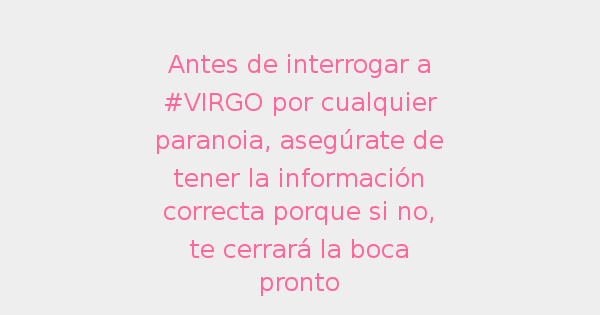 Antes de interrogar a
#VIRGO por cualquier
paranoia, asegúrate de
tener la información
correcta porque si no,
te cerrará la boca
pronto